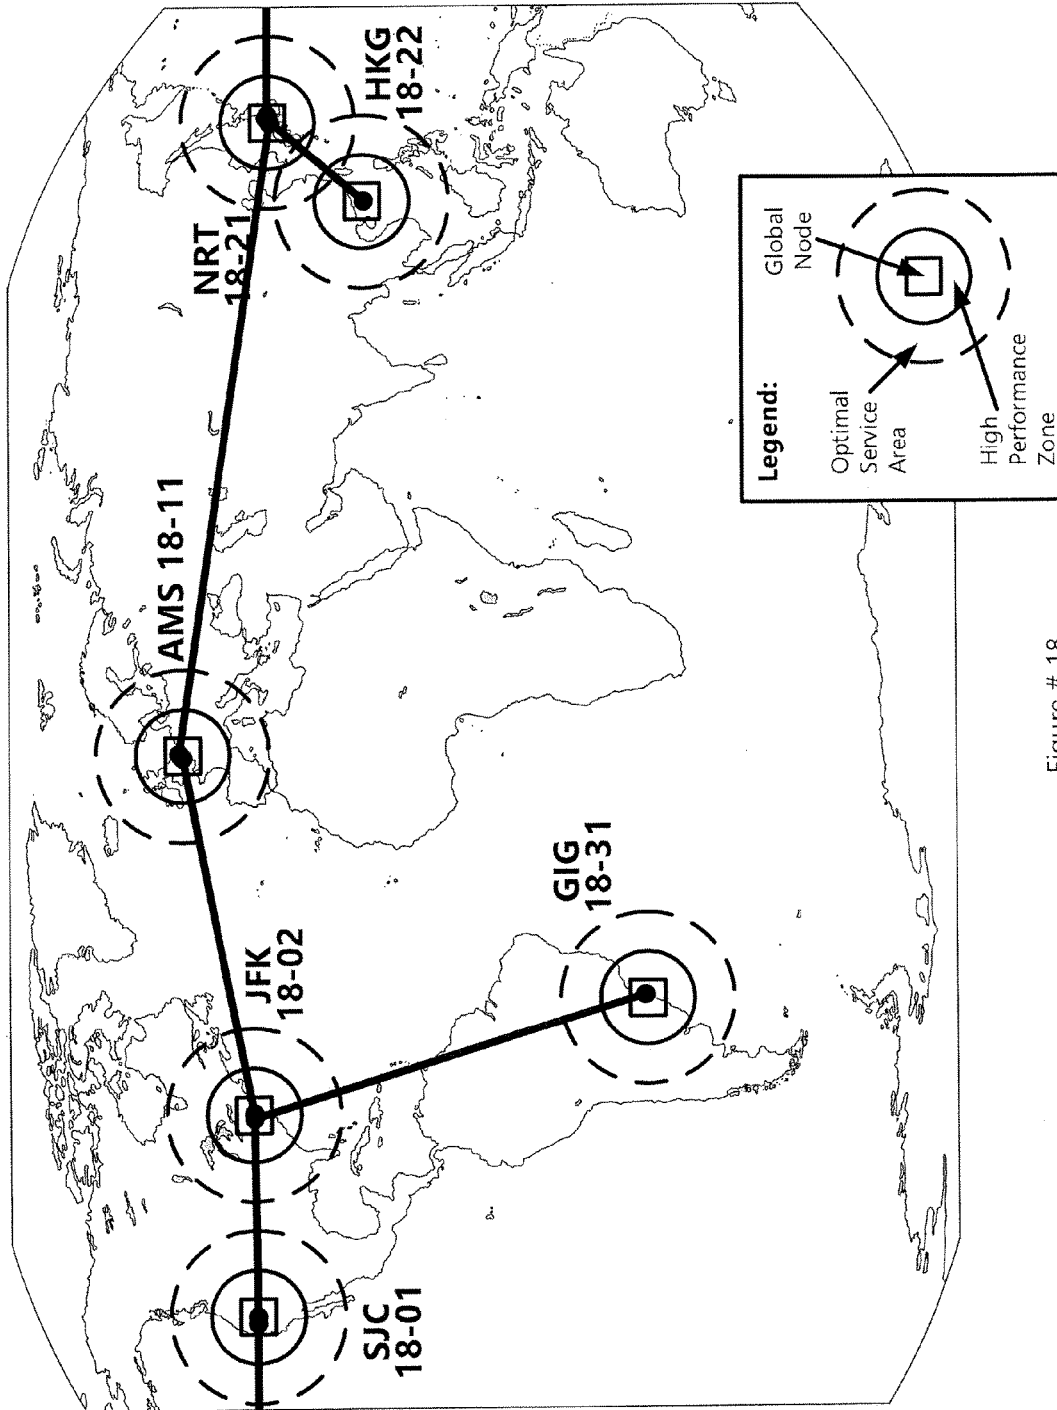 SJC
18-01
JFK
18-02
AMS 18-11
NRT
18-21
HKG
18-22
GIG
18-31
Legend:
Optimal
Service
Area
Global
Node
High
Performance
Zone
Figure # 18